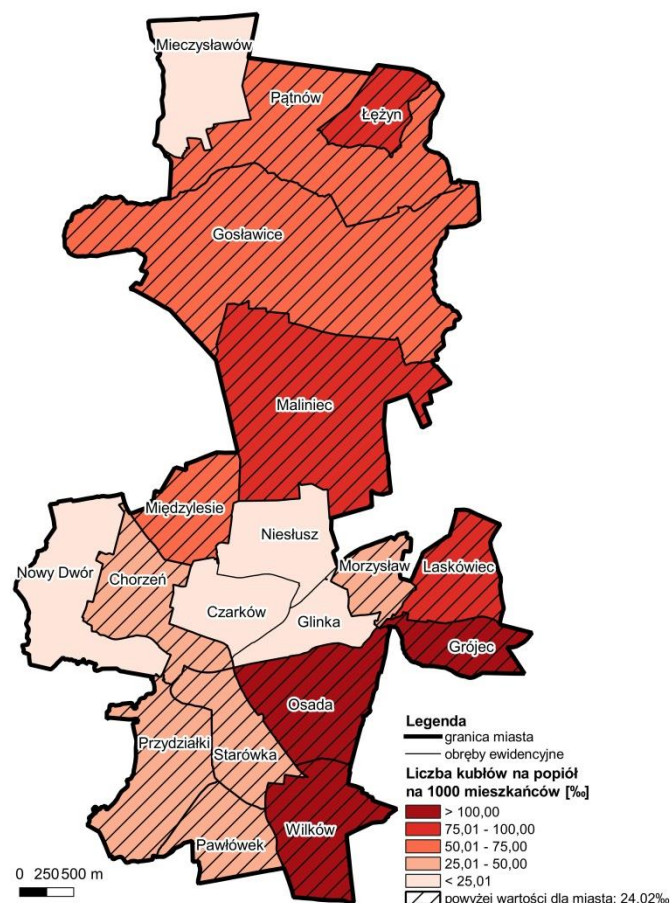 Mieczysławów
Pątnów
Łężyn
Gosławice
Maliniec
Międzylesie
Niesłusz
Nowy Dwór
Chorzeń
Morzysław
Laskówiec
Czarków
Glinka
Grójec
Osada
Przydziałki
Starówka
Pawłówek
Wilków
Legenda
granica miasta
obręby ewidencyjne
Liczba kubłów na popiół
na 1000 mieszkańców [‰]
> 100,00
75,01 - 100,00
50,01 - 75,00
25,01 - 50,00
< 25,01
powyżej wartości dla miasta: 24,02‰
0 250 500 m